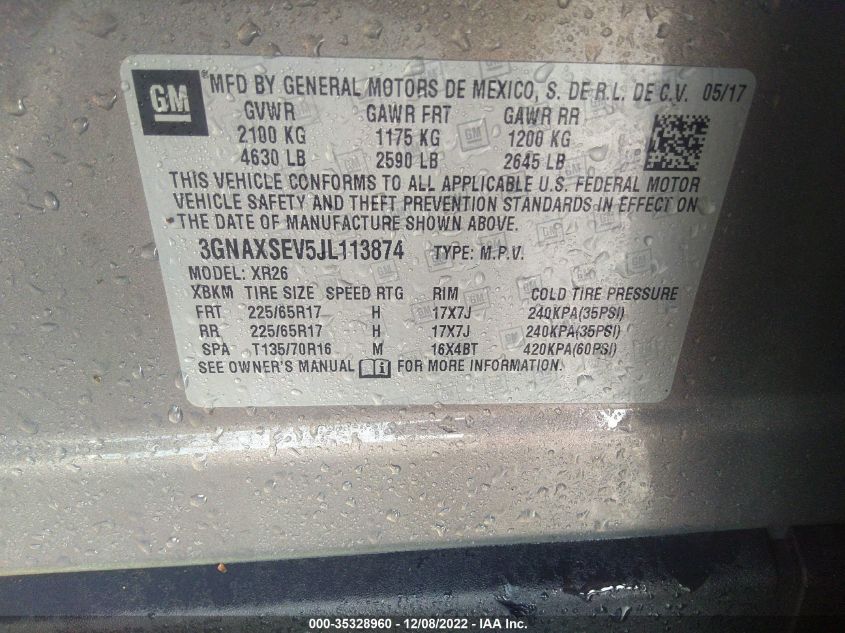 GM ® MFD BY GENERAL MOTORS DE MEXICO, S. DE R.L. DE C.V. 05/17
GVWR GAWR FRT GAWR RR
2100 KG 1175 KG 1200 KG
4630 LB 2590 LB 2645 LB
THIS VEHICLE CONFORMS TO ALL APPLICABLE U.S. FEDERAL MOTOR
VEHICLE SAFETY AND THEFT PREVENTION STANDARDS IN EFFECT ON
THE DATE OF MANUFACTURE SHOWN ABOVE.
3GNAXSEV5JL113874 TYPE: M.P.V.
MODEL: XR26
XBKM TIRE SIZE SPEED RTG RIM COLD TIRE PRESSURE
FRT 225/65R17 H 17X7J 240KPA(35PSI)
RR 225/65R17 H 17X7J 240KPA(35PSI)
SPA T135/70R16 M 16X4BT 420KPA(60PSI)
SEE OWNER'S MANUAL FOR MORE INFORMATION.
000-35328960 - 12/08/2022 - IAA Inc.